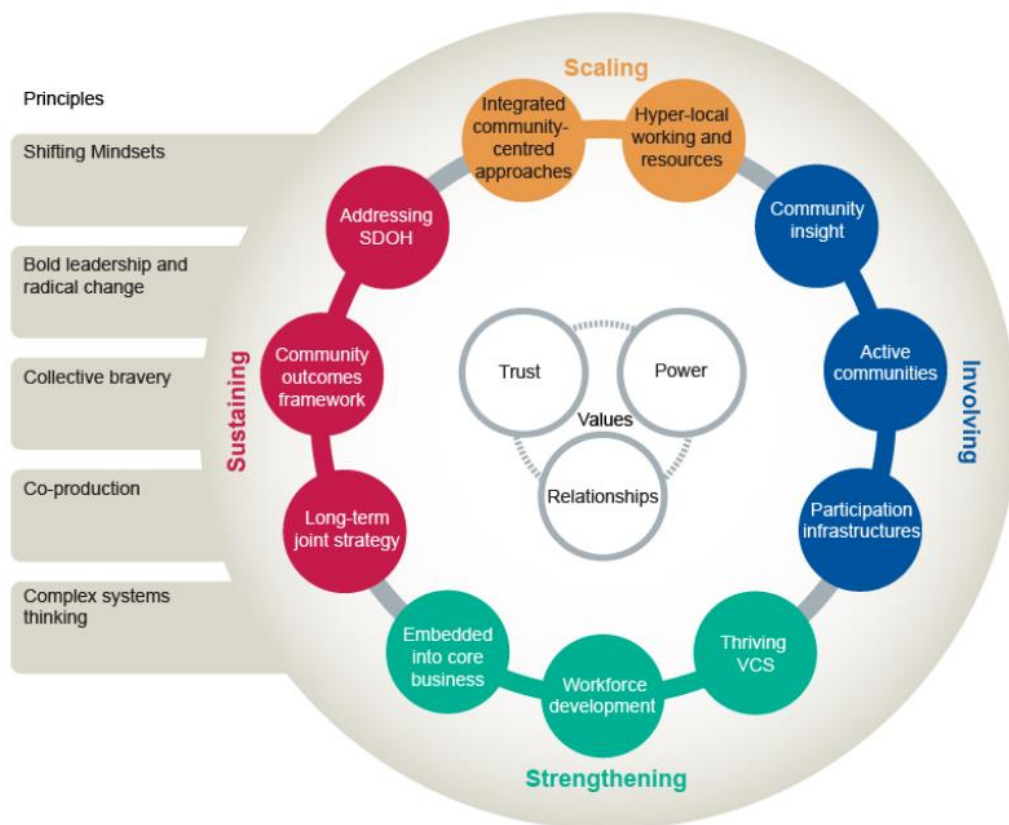 Principles
Shifting Mindsets
Bold leadership and
radical change
Collective bravery
Co-production
Complex systems
thinking
Scaling
Integrated
community-
centred
approaches
Hyper-local
working and
resources
Involving
Community
insight
Active
communities
Participation
infrastructures
Strengthening
Thriving
VCS
Workforce
development
Embedded
into core
business
Sustaining
Long-term
joint strategy
Community
outcomes
framework
Addressing
SDOH
Values
Trust
Power
Relationships